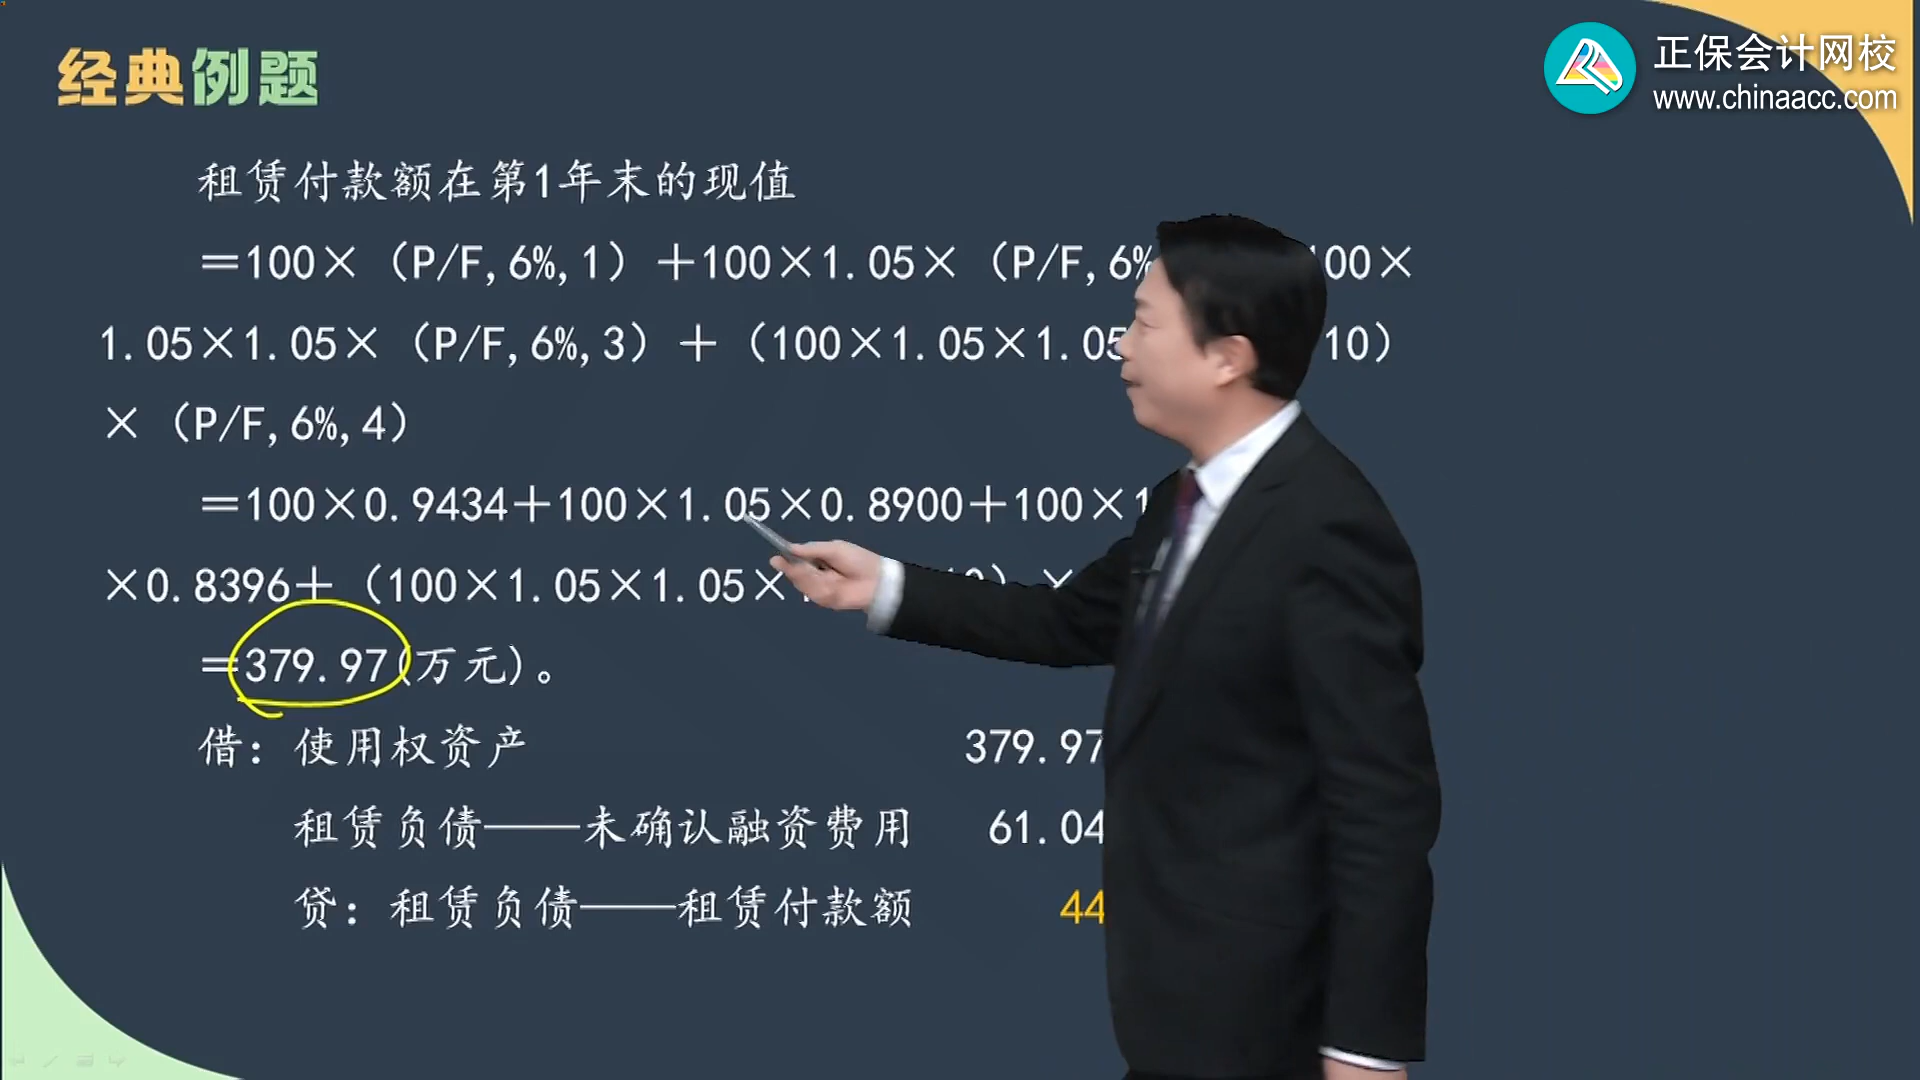 经典例题
正保会计网校
www.chinaacc.com
租赁付款额在第1年末的现值
＝100×（P/F,6%,1）＋100×1.05×（P/F,6% 00×
1.05×1.05×（P/F,6%,3）＋（100×1.05×1.05 10）
×（P/F,6%,4）
＝100×0.9434＋100×1.05×0.8900＋100×1
×0.8396＋（100×1.05×1.05× ）×
＝379.97(万元)。
借：使用权资产 379.97
租赁负债——未确认融资费用 61.04
贷：租赁负债——租赁付款额 44